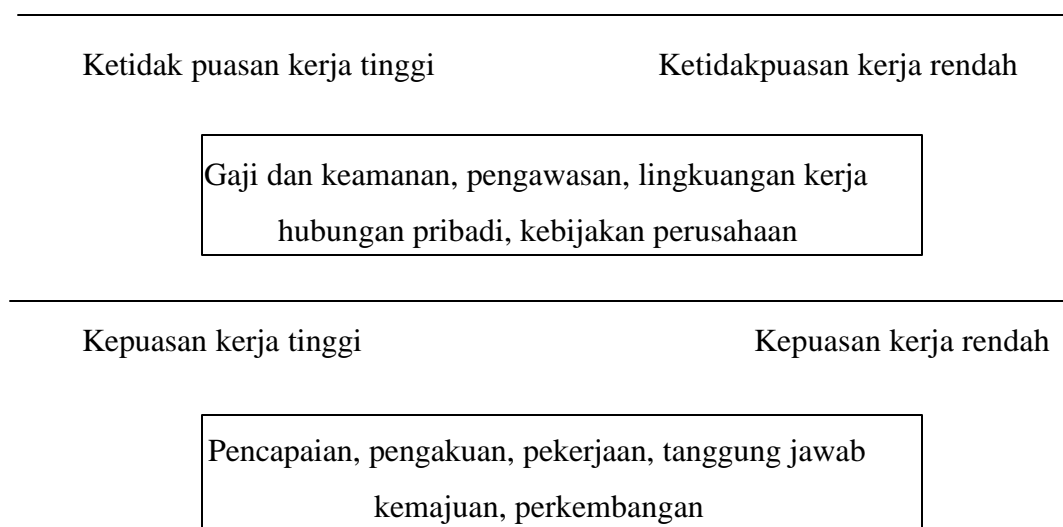 Ketidak puasan kerja tinggi Ketidakpuasan kerja rendah
Gaji dan keamanan, pengawasan, lingkuangan kerja
hubungan pribadi, kebijakan perusahaan
Kepuasan kerja tinggi Kepuasan kerja rendah
Pencapaian, pengakuan, pekerjaan, tanggung jawab
kemajuan, perkembangan